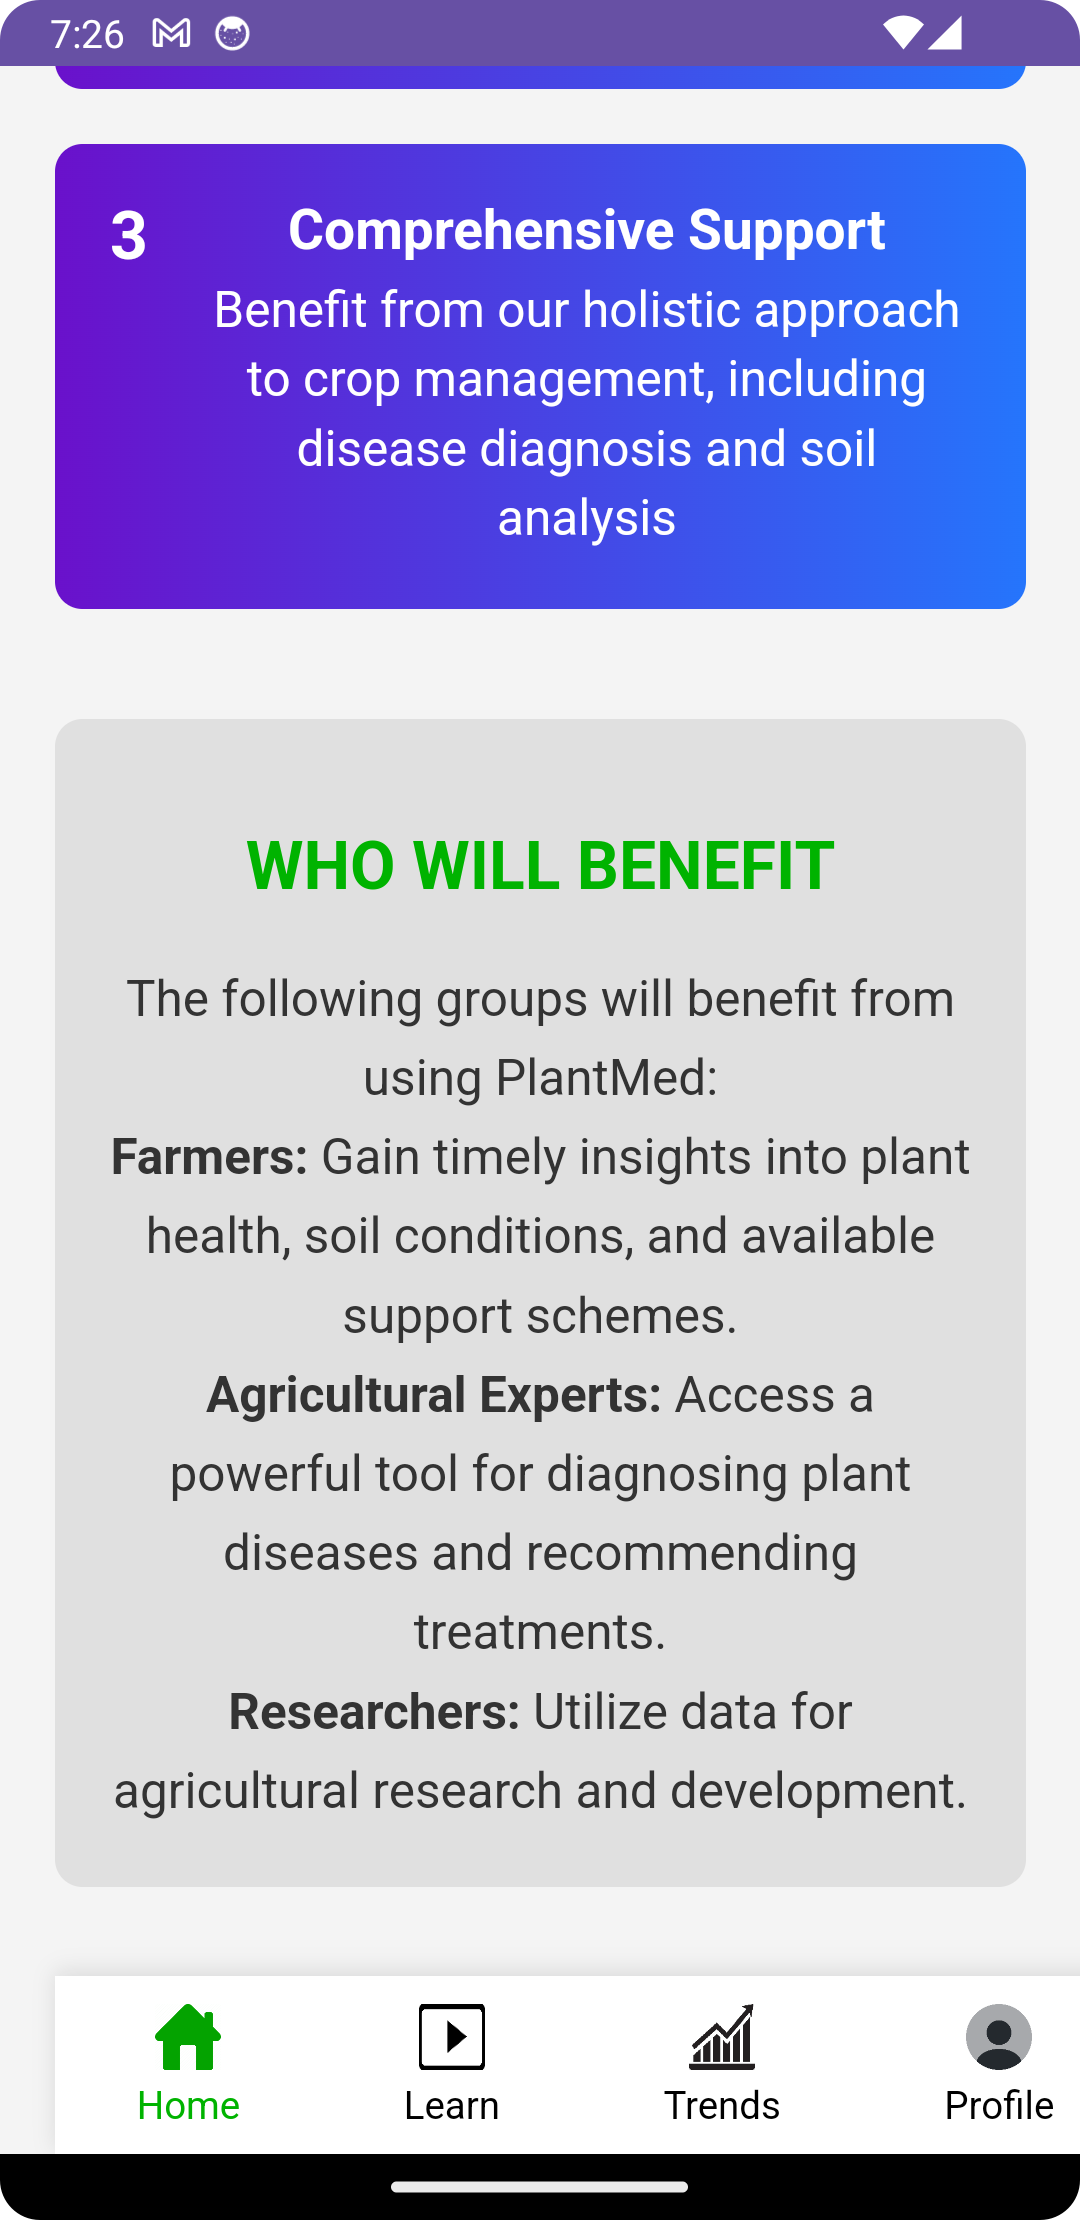 7:26
3
Comprehensive Support
Benefit from our holistic approach
to crop management, including
disease diagnosis and soil
analysis
WHO WILL BENEFIT
The following groups will benefit from
using PlantMed:
Farmers: Gain timely insights into plant
health, soil conditions, and available
support schemes.
Agricultural Experts: Access a
powerful tool for diagnosing plant
diseases and recommending
treatments.
Researchers: Utilize data for
agricultural research and development.
Home
Learn
Trends
Profile